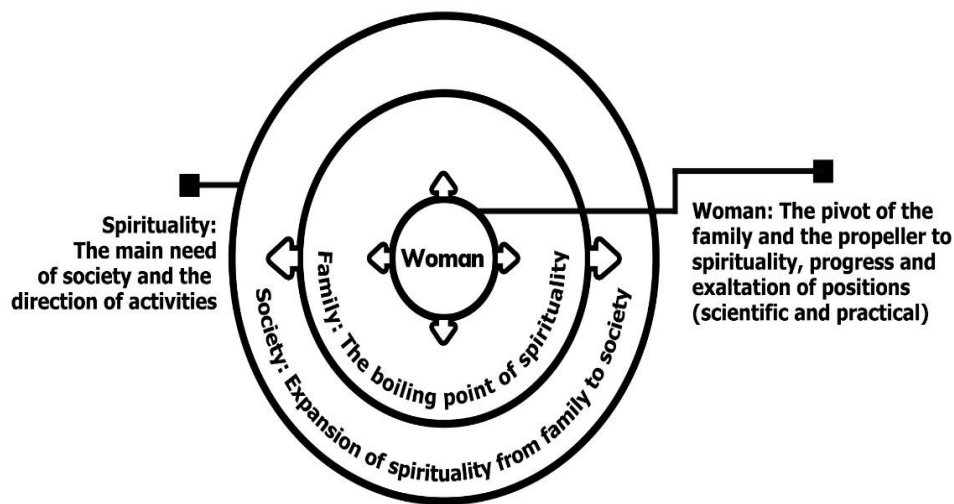 Spirituality:
The main need
of society and the
direction of activities
Woman
Family: The boiling point of spirituality
Society: Expansion of spirituality from family to society
Woman: The pivot of the
family and the propeller to
spirituality, progress and
exaltation of positions
(scientific and practical)